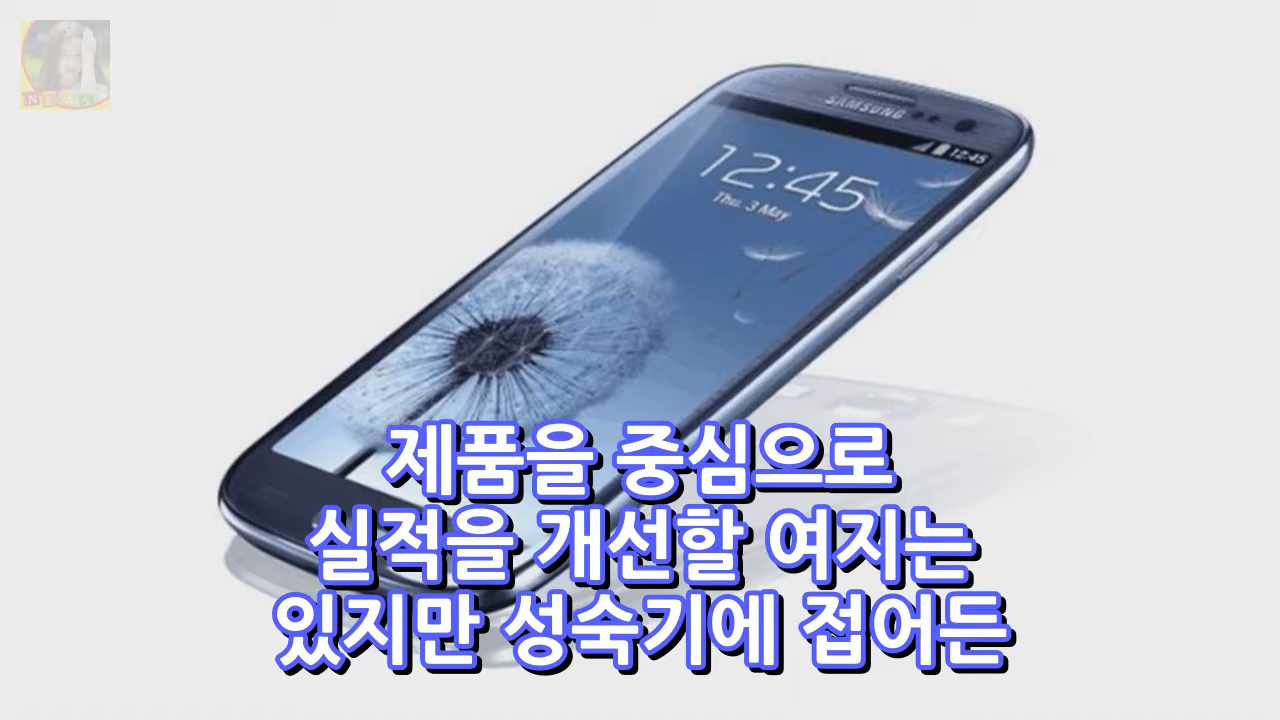 NEWS
SAMSUNG
12:45
12:45
Thu. 3 May
제품을 중심으로
실적을 개선할 여지는
있지만 성숙기에 접어든